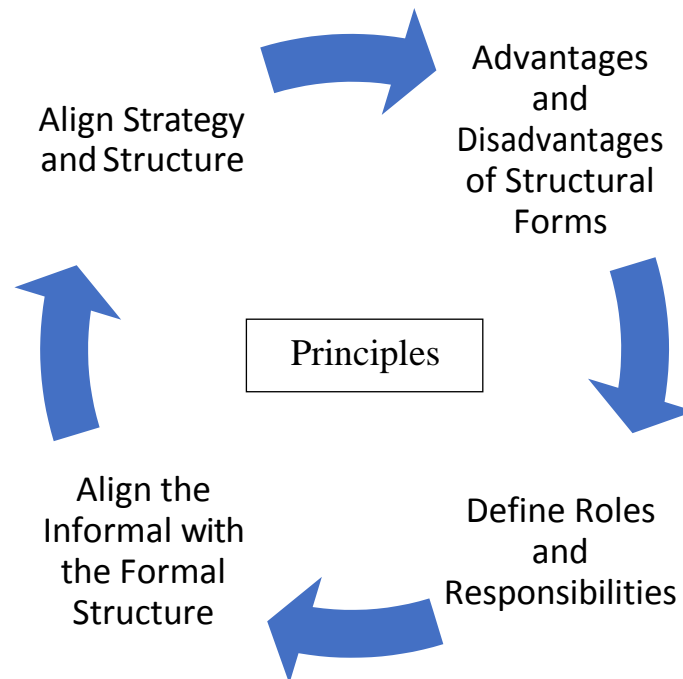 Align Strategy
and Structure
Advantages
and
Disadvantages
of Structural
Forms
Principles
Define Roles
and
Responsibilities
Align the
Informal with
the Formal
Structure